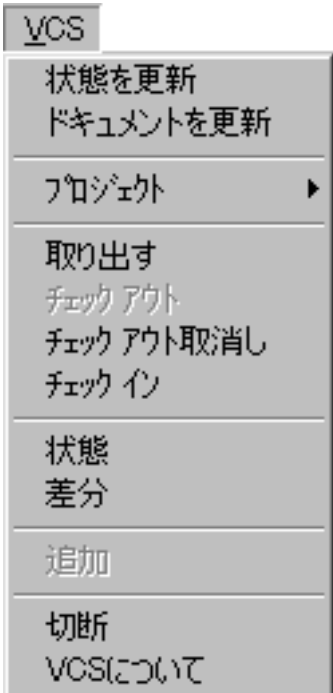 VCS
状態を更新
ドキュメントを更新
プロジェクト
取り出す
チェック アウト
チェック アウト取消し
チェック イン
状態
差分
追加
切断
VCSについて